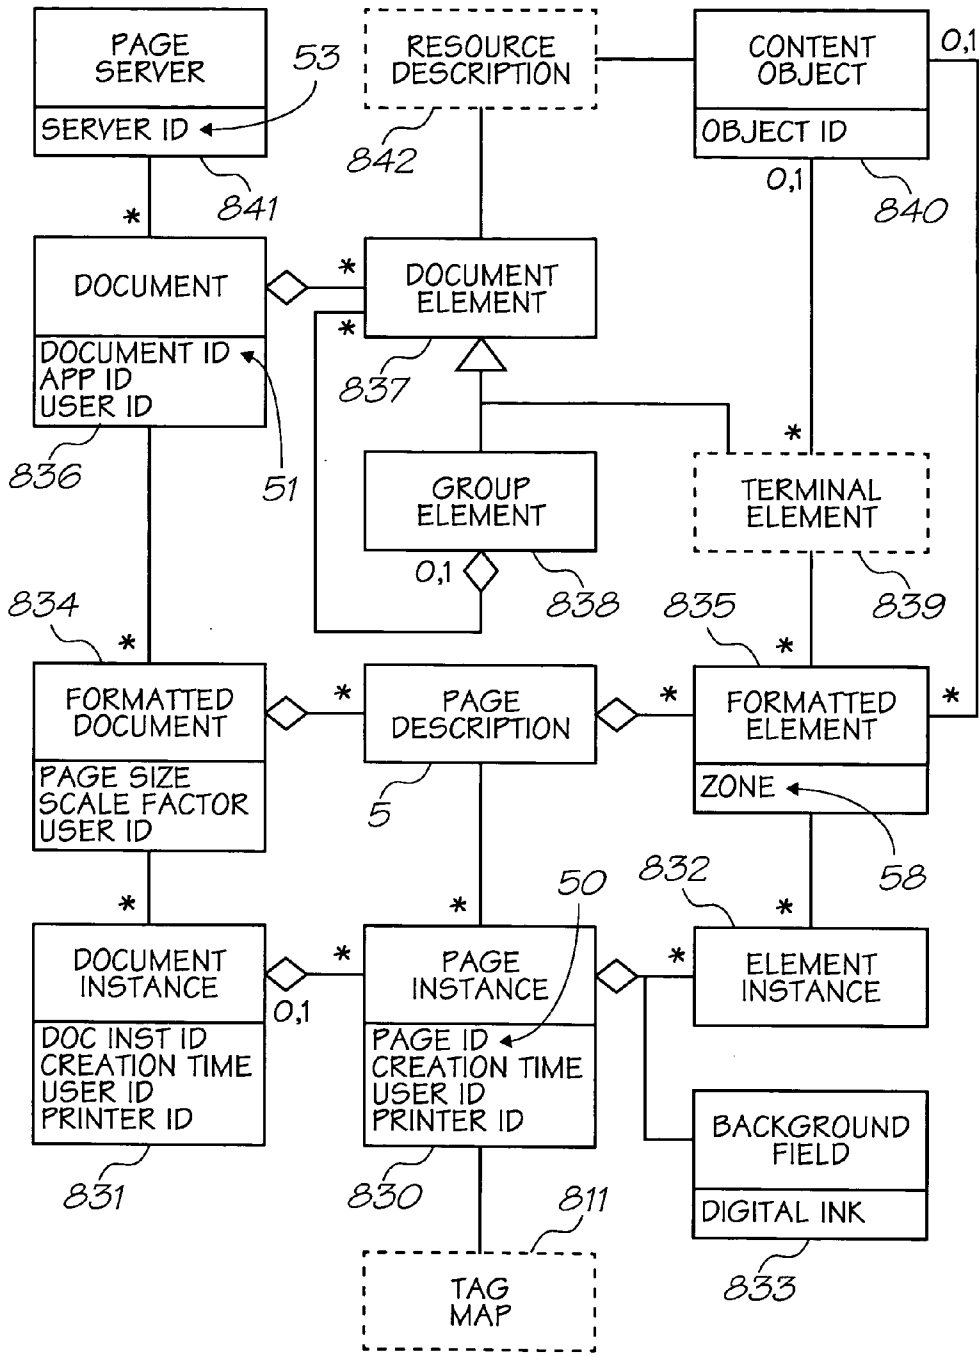 PAGE
SERVER
SERVER ID
53
841
RESOURCE
DESCRIPTION
842
CONTENT
OBJECT
OBJECT ID
0,1
0,1
840
*
DOCUMENT
DOCUMENT ID
APP ID
USER ID
836
51
*
*
DOCUMENT
ELEMENT
837
GROUP
ELEMENT
0,1
838
*
TERMINAL
ELEMENT
839
834
*
FORMATTED
DOCUMENT
PAGE SIZE
SCALE FACTOR
USER ID
*
PAGE
DESCRIPTION
5
835
*
*
*
FORMATTED
ELEMENT
ZONE
58
*
DOCUMENT
INSTANCE
0,1
DOC INST ID
CREATION TIME
USER ID
PRINTER ID
831
*
*
50
PAGE
INSTANCE
PAGE ID
CREATION TIME
USER ID
PRINTER ID
830
832
*
*
ELEMENT
INSTANCE
BACKGROUND
FIELD
DIGITAL INK
833
811
TAG
MAP